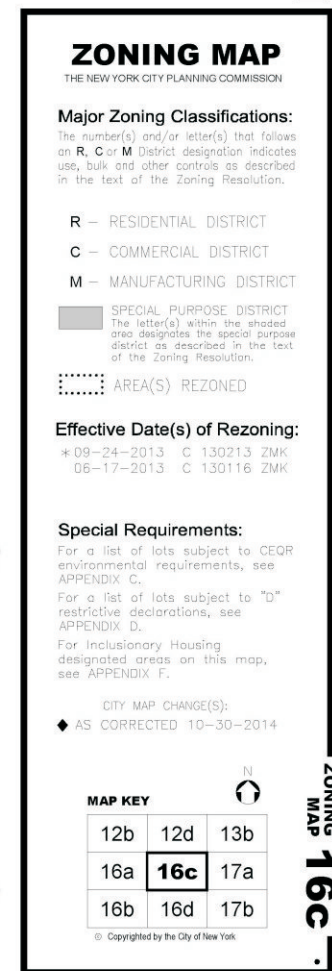 ZONING MAP
THE NEW YORK CITY PLANNING COMMISSION
Major Zoning Classifications:
The number(s) and/or letter(s) that follows
an R, C or M District designation indicates
use, bulk and other controls as described
in the text of the Zoning Resolution.
R – RESIDENTIAL DISTRICT
C – COMMERCIAL DISTRICT
M – MANUFACTURING DISTRICT
SPECIAL PURPOSE DISTRICT
The letter(s) within the shaded
area designates the special purpose
district as described in the text
of the Zoning Resolution.
AREA(S) REZONED
Effective Date(s) of Rezoning:
*09-24-2013 C 130213 ZMK
06-17-2013 C 130116 ZMK
Special Requirements:
For a list of lots subject to CEQR
environmental requirements, see
APPENDIX C.
For a list of lots subject to "D"
restrictive declarations, see
APPENDIX D.
For Inclusionary Housing
designated areas on this map,
see APPENDIX F.
CITY MAP CHANGE(S):
◆ AS CORRECTED 10-30-2014
N
MAP KEY
12b 12d 13b
16a 16c 17a
16b 16d 17b
© Copyrighted by the City of New York
ZONING
MAP
16c